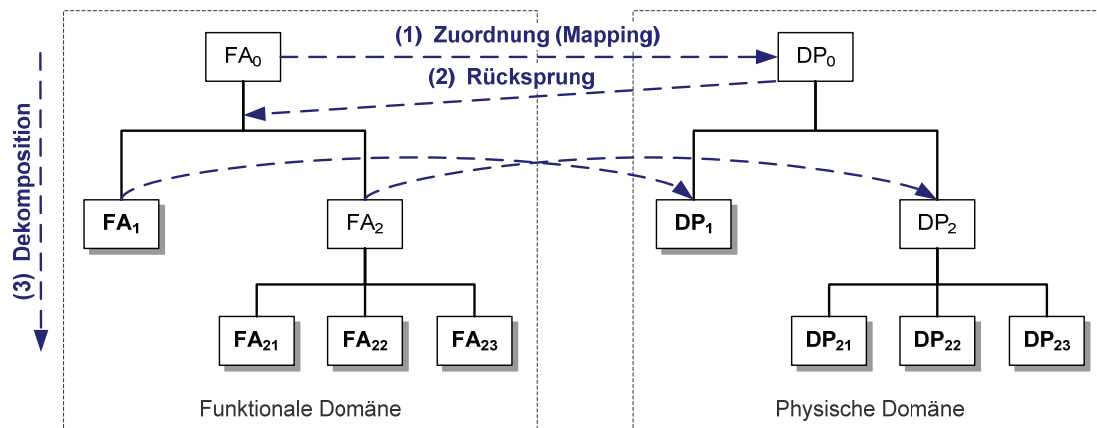 (1) Zuordnung (Mapping)
FA₀
DP₀
(2) Rücksprung
(3) Dekomposition
FA₁
FA₂
DP₁
DP₂
FA₂₁
FA₂₂
FA₂₃
DP₂₁
DP₂₂
DP₂₃
Funktionale Domäne
Physische Domäne